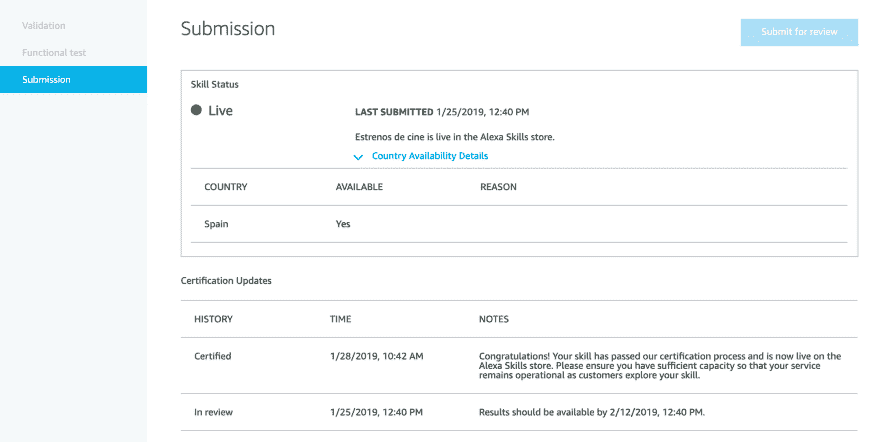 Validation
Functional test
Submission
Submission
Submit for review
Skill Status
Live
LAST SUBMITTED 1/25/2019, 12:40 PM
Estrenos de cine is live in the Alexa Skills store.
Country Availability Details
COUNTRY AVAILABLE REASON
Spain Yes
Certification Updates
HISTORY TIME NOTES
Certified 1/28/2019, 10:42 AM Congratulations! Your skill has passed our certification process and is now live on the
Alexa Skills store. Please ensure you have sufficient capacity so that your service
remains operational as customers explore your skill.
In review 1/25/2019, 12:40 PM Results should be available by 2/12/2019, 12:40 PM.